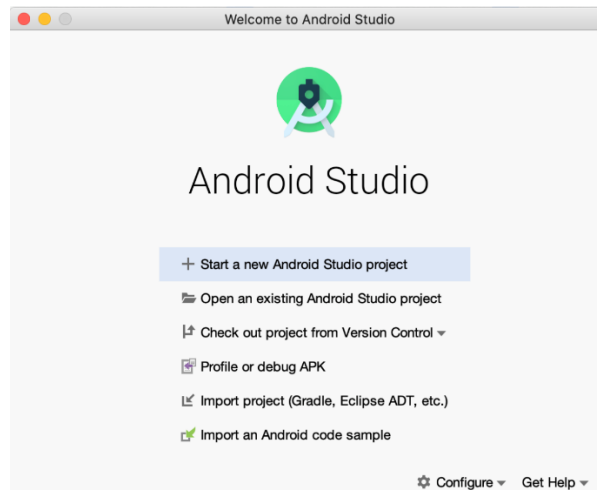 Welcome to Android Studio
Android Studio
Start a new Android Studio project
Open an existing Android Studio project
Check out project from Version Control
Profile or debug APK
Import project (Gradle, Eclipse ADT, etc.)
Import an Android code sample
Configure Get Help